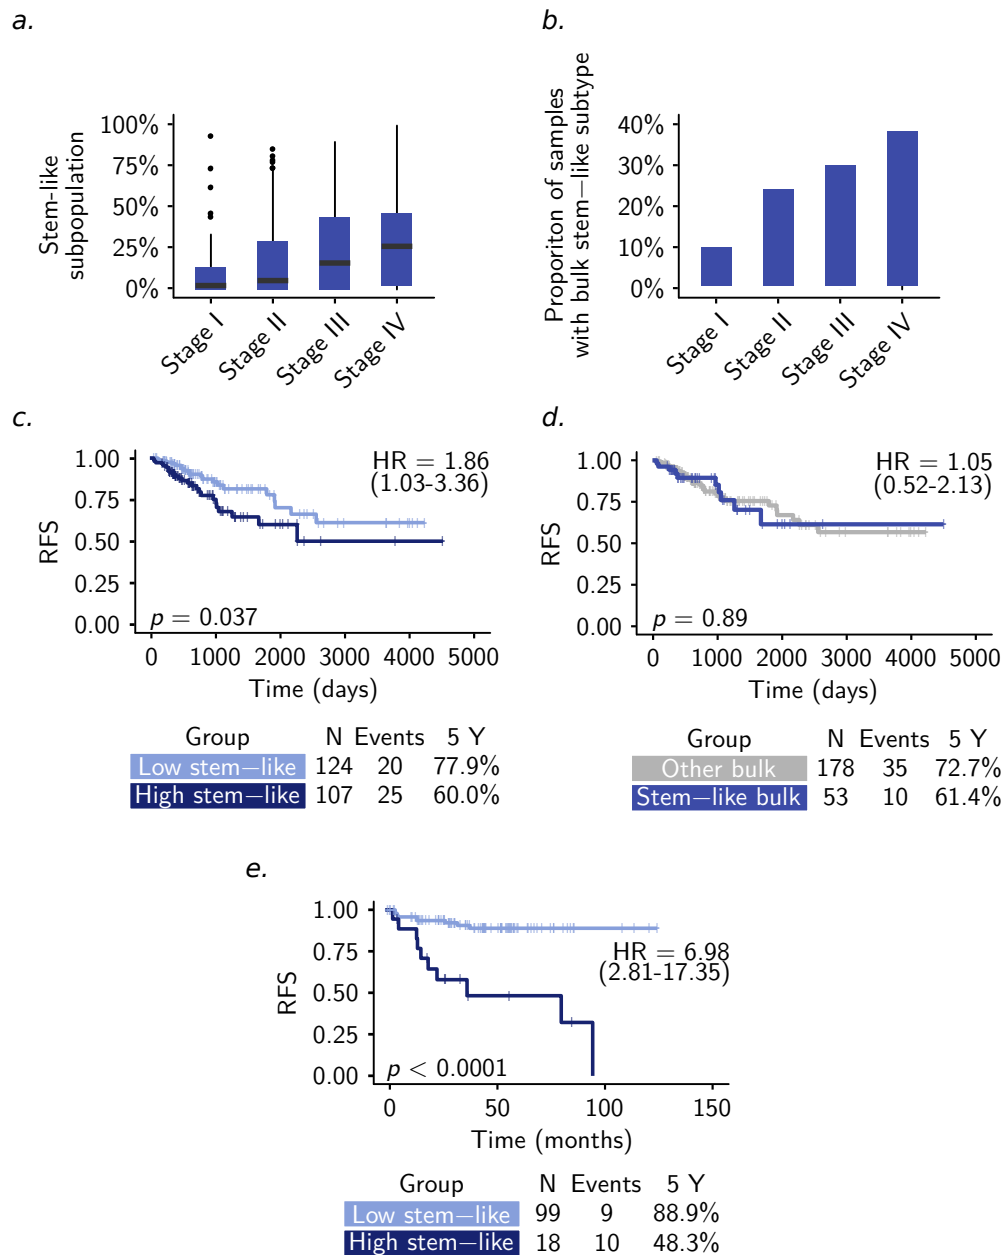 a.
Stem-like
subpopulation
100%
75%
50%
25%
0%
Stage I
Stage II
Stage III
Stage IV
b.
Proporiton of samples
with bulk stem−like subtype
40%
30%
20%
10%
0%
Stage I
Stage II
Stage III
Stage IV
c.
RFS
1.00
0.75
0.50
0.25
0.00
HR = 1.86
(1.03-3.36)
p = 0.037
0 1000 2000 3000 4000 5000
Time (days)
Group N Events 5 Y
Low stem−like 124 20 77.9%
High stem−like 107 25 60.0%
d.
RFS
1.00
0.75
0.50
0.25
0.00
HR = 1.05
(0.52-2.13)
p = 0.89
0 1000 2000 3000 4000 5000
Time (days)
Group N Events 5 Y
Other bulk 178 35 72.7%
Stem−like bulk 53 10 61.4%
e.
RFS
1.00
0.75
0.50
0.25
0.00
HR = 6.98
(2.81-17.35)
p < 0.0001
0 50 100 150
Time (months)
Group N Events 5 Y
Low stem−like 99 9 88.9%
High stem−like 18 10 48.3%